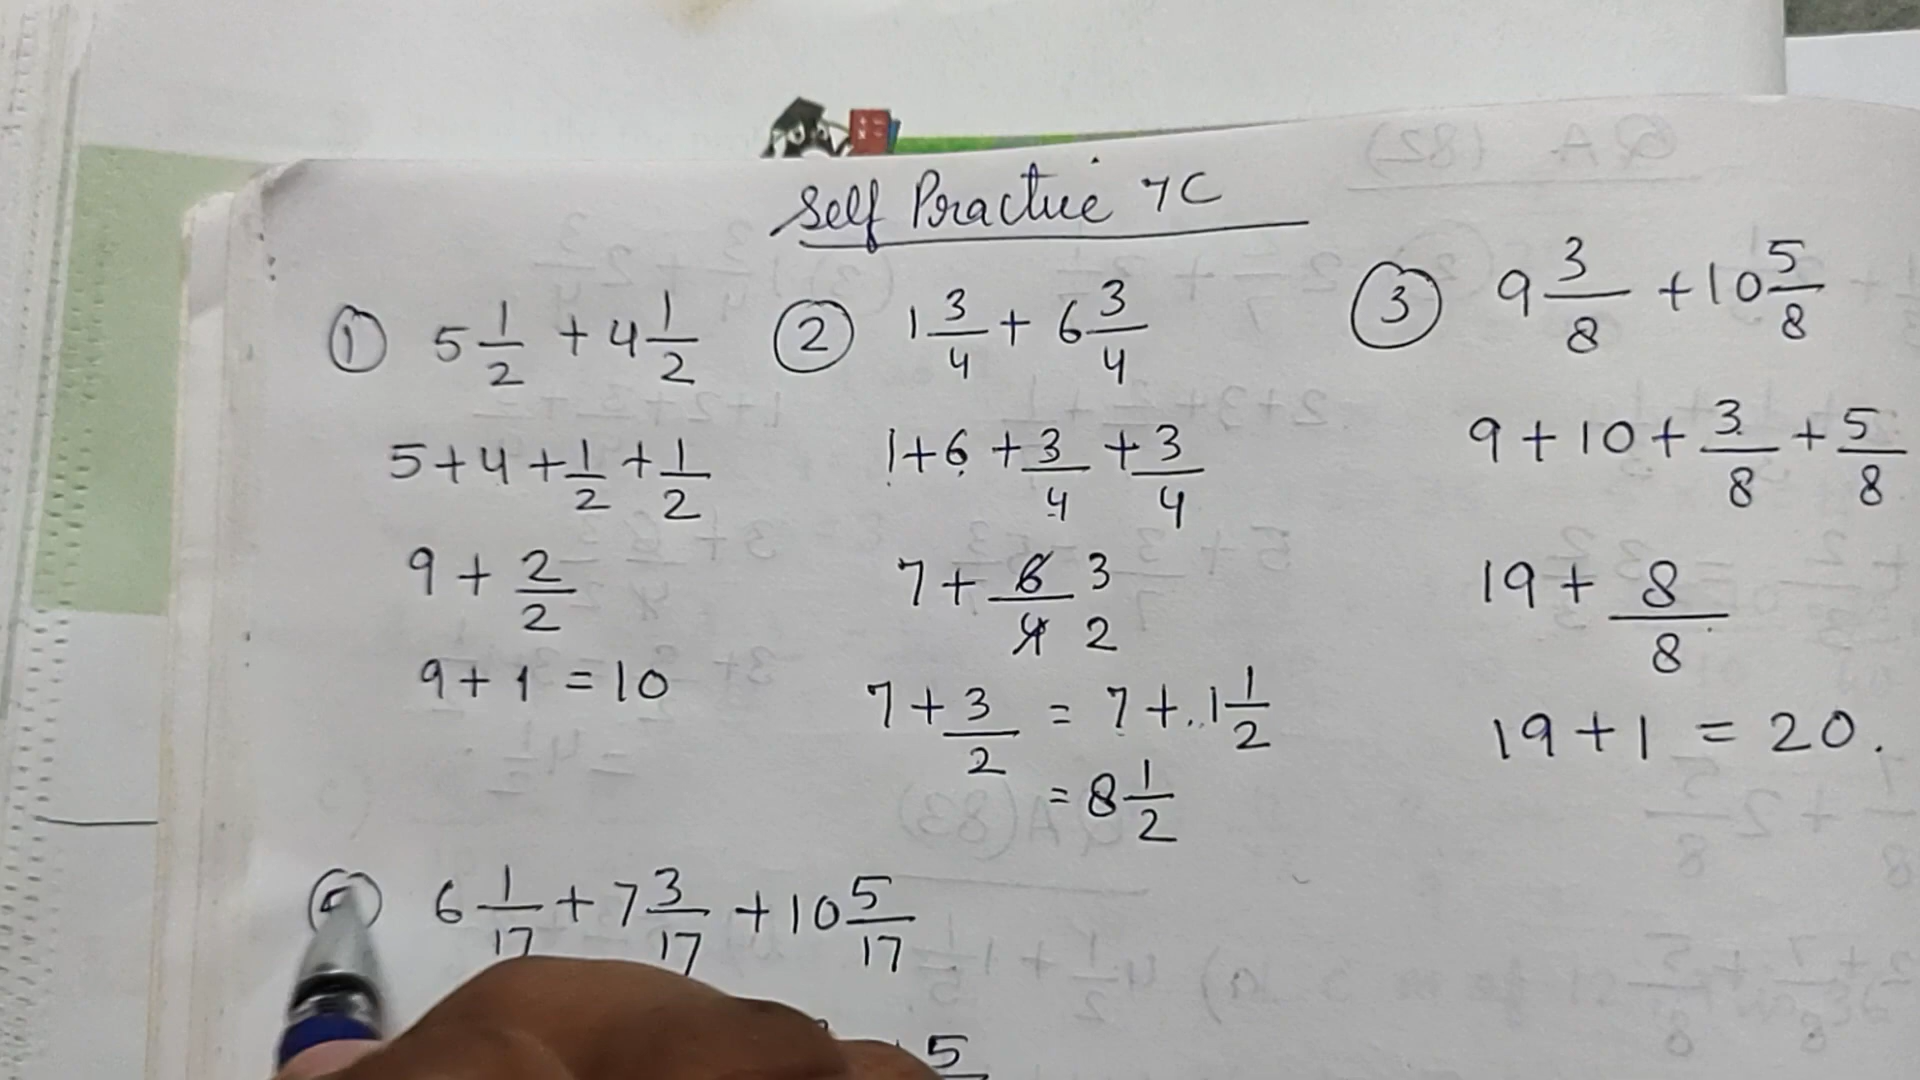 Self Practice 7C
① 5 1/2 + 4 1/2
5+4+1/2+1/2
9+2/2
9+1=10
② 1 3/4 + 6 3/4
1+6+3/4+3/4
7+6/4 3/2
7+3/2 = 7+1 1/2
= 8 1/2
③ 9 3/8 + 10 5/8
9+10+3/8+5/8
19+8/8
19+1 = 20.
6 1/17 + 7 3/17 + 10 5/17
5